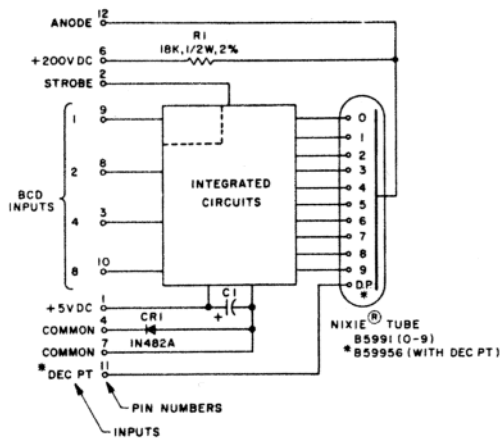 12
ANODE
R1
6
18K,1/2W,2%
+200VDC
2
STROBE
9
1
0
1
8
2
2
3
INTEGRATED
4
BCD
CIRCUITS
5
INPUTS
3
4
6
7
8
10
9
8
D.P.
*
1
C1
+5VDC
+
4
CR1
COMMON
NIXIE ® TUBE
7
1N482A
B5991 (0-9)
COMMON
* B59956 (WITH DEC PT)
11
* DEC PT
PIN NUMBERS
INPUTS